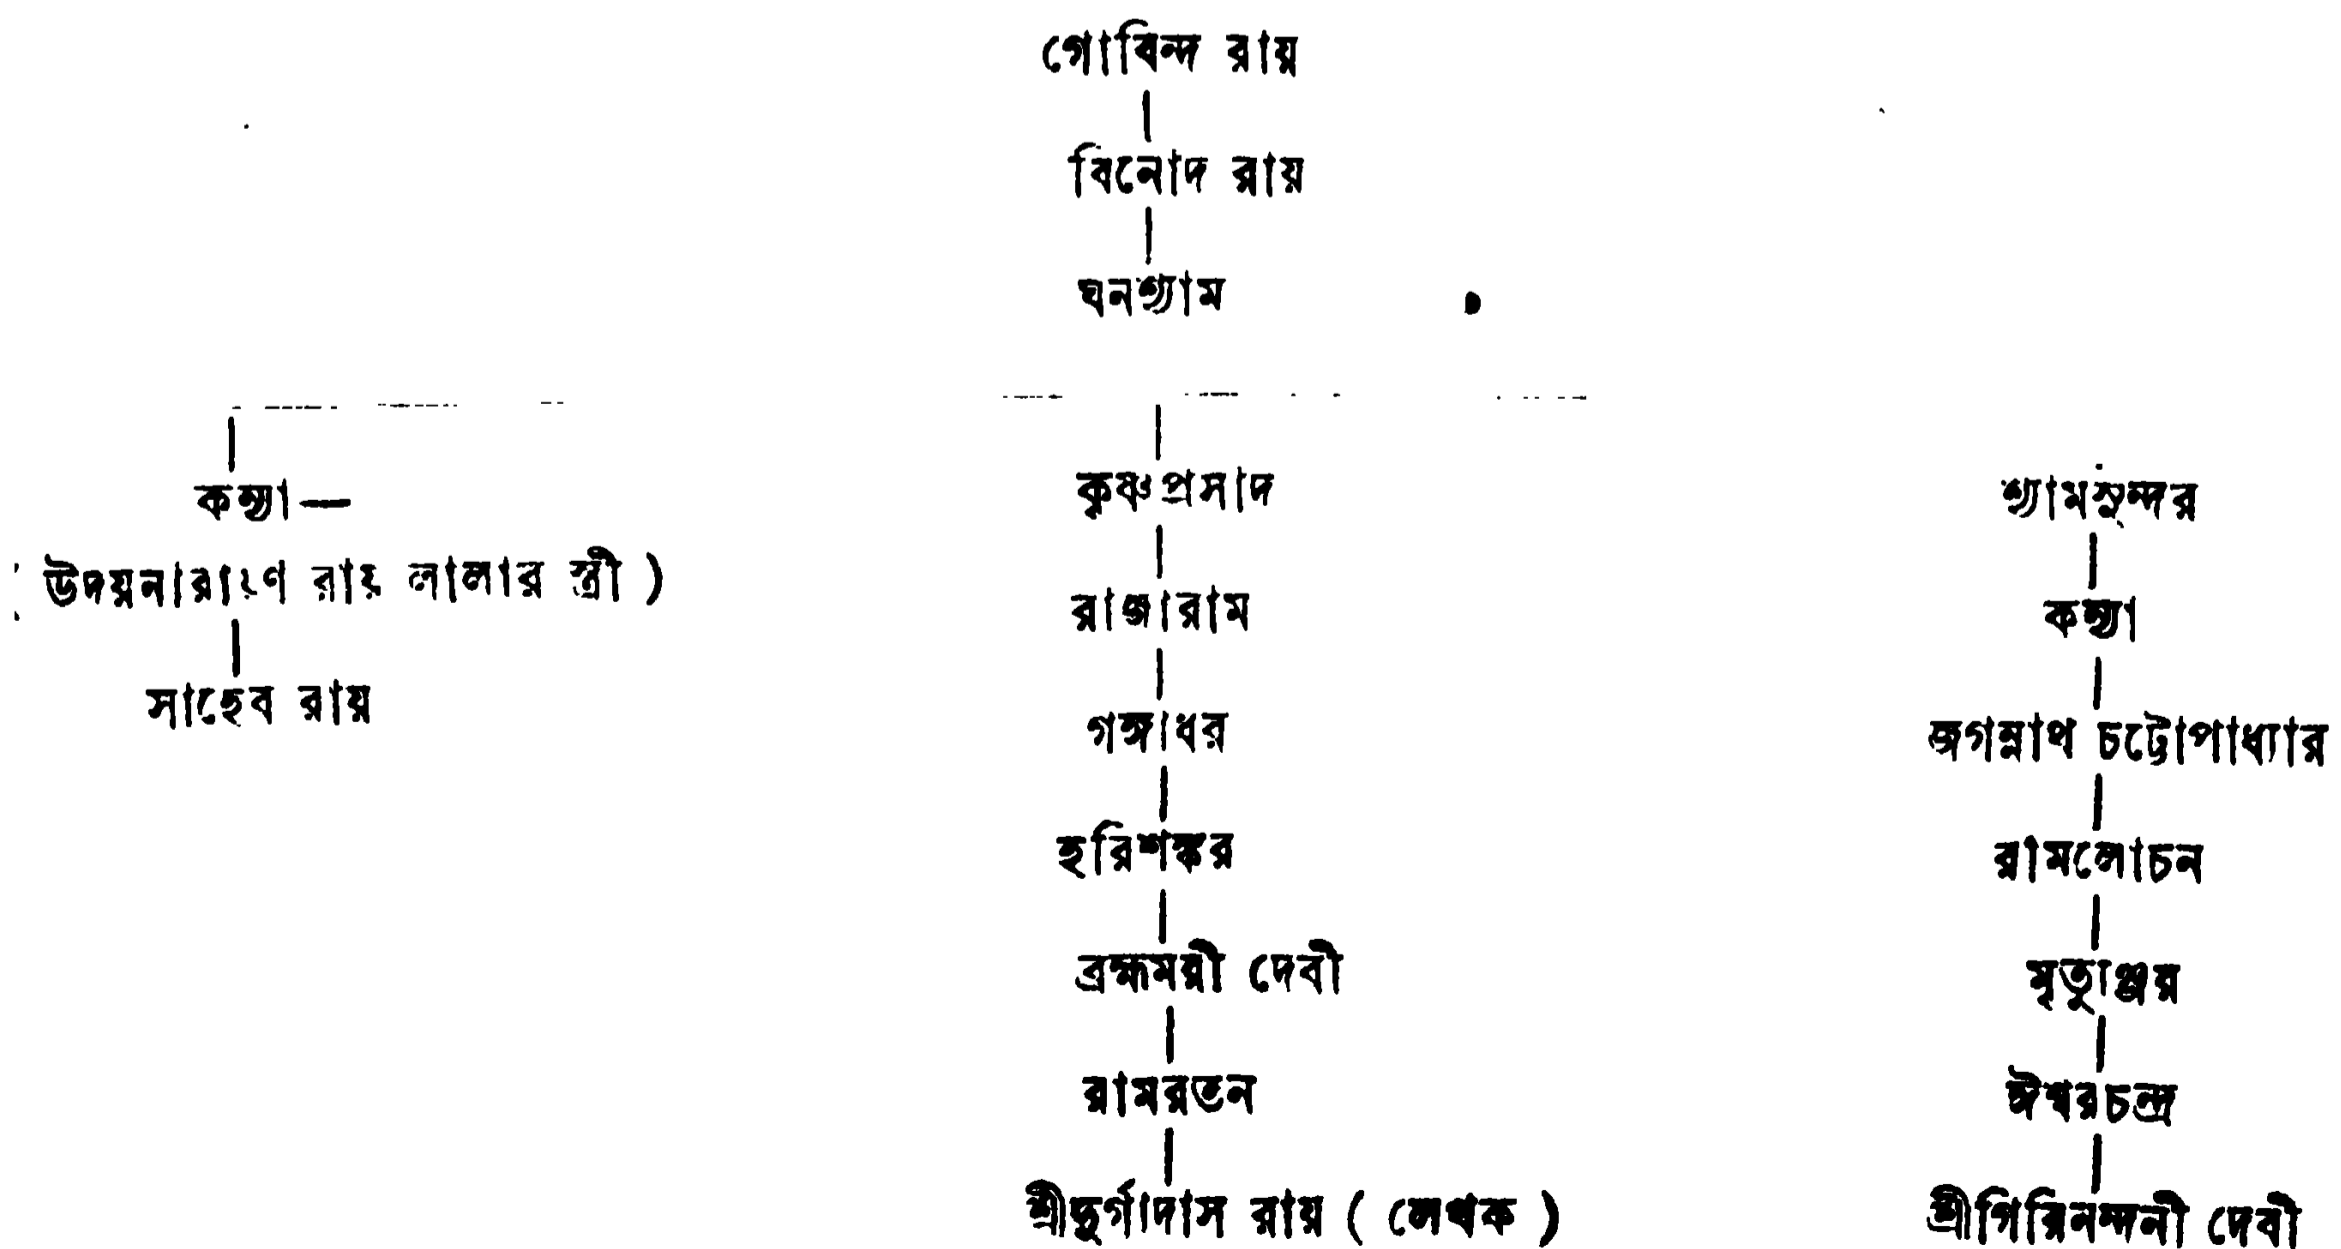 গোবিন্দ রায়
বিনোদ রায়
ঘনশ্যাম
কন্যা—
( উদয়নারায়ণ রায় লালার স্ত্রী )
সাহেব রায়
কৃষ্ণপ্রসাদ
রাজারাম
গঙ্গাধর
হরিশঙ্কর
ব্রহ্মময়ী দেবী
রামরতন
শ্রীদুর্গাদাস রায় ( লেখক )
শ্যামসুন্দর
কন্যা
জগন্নাথ চট্টোপাধ্যায়
রামলোচন
মৃত্যুঞ্জয়
ঈশ্বরচন্দ্র
শ্রীগিরিনন্দনী দেবী